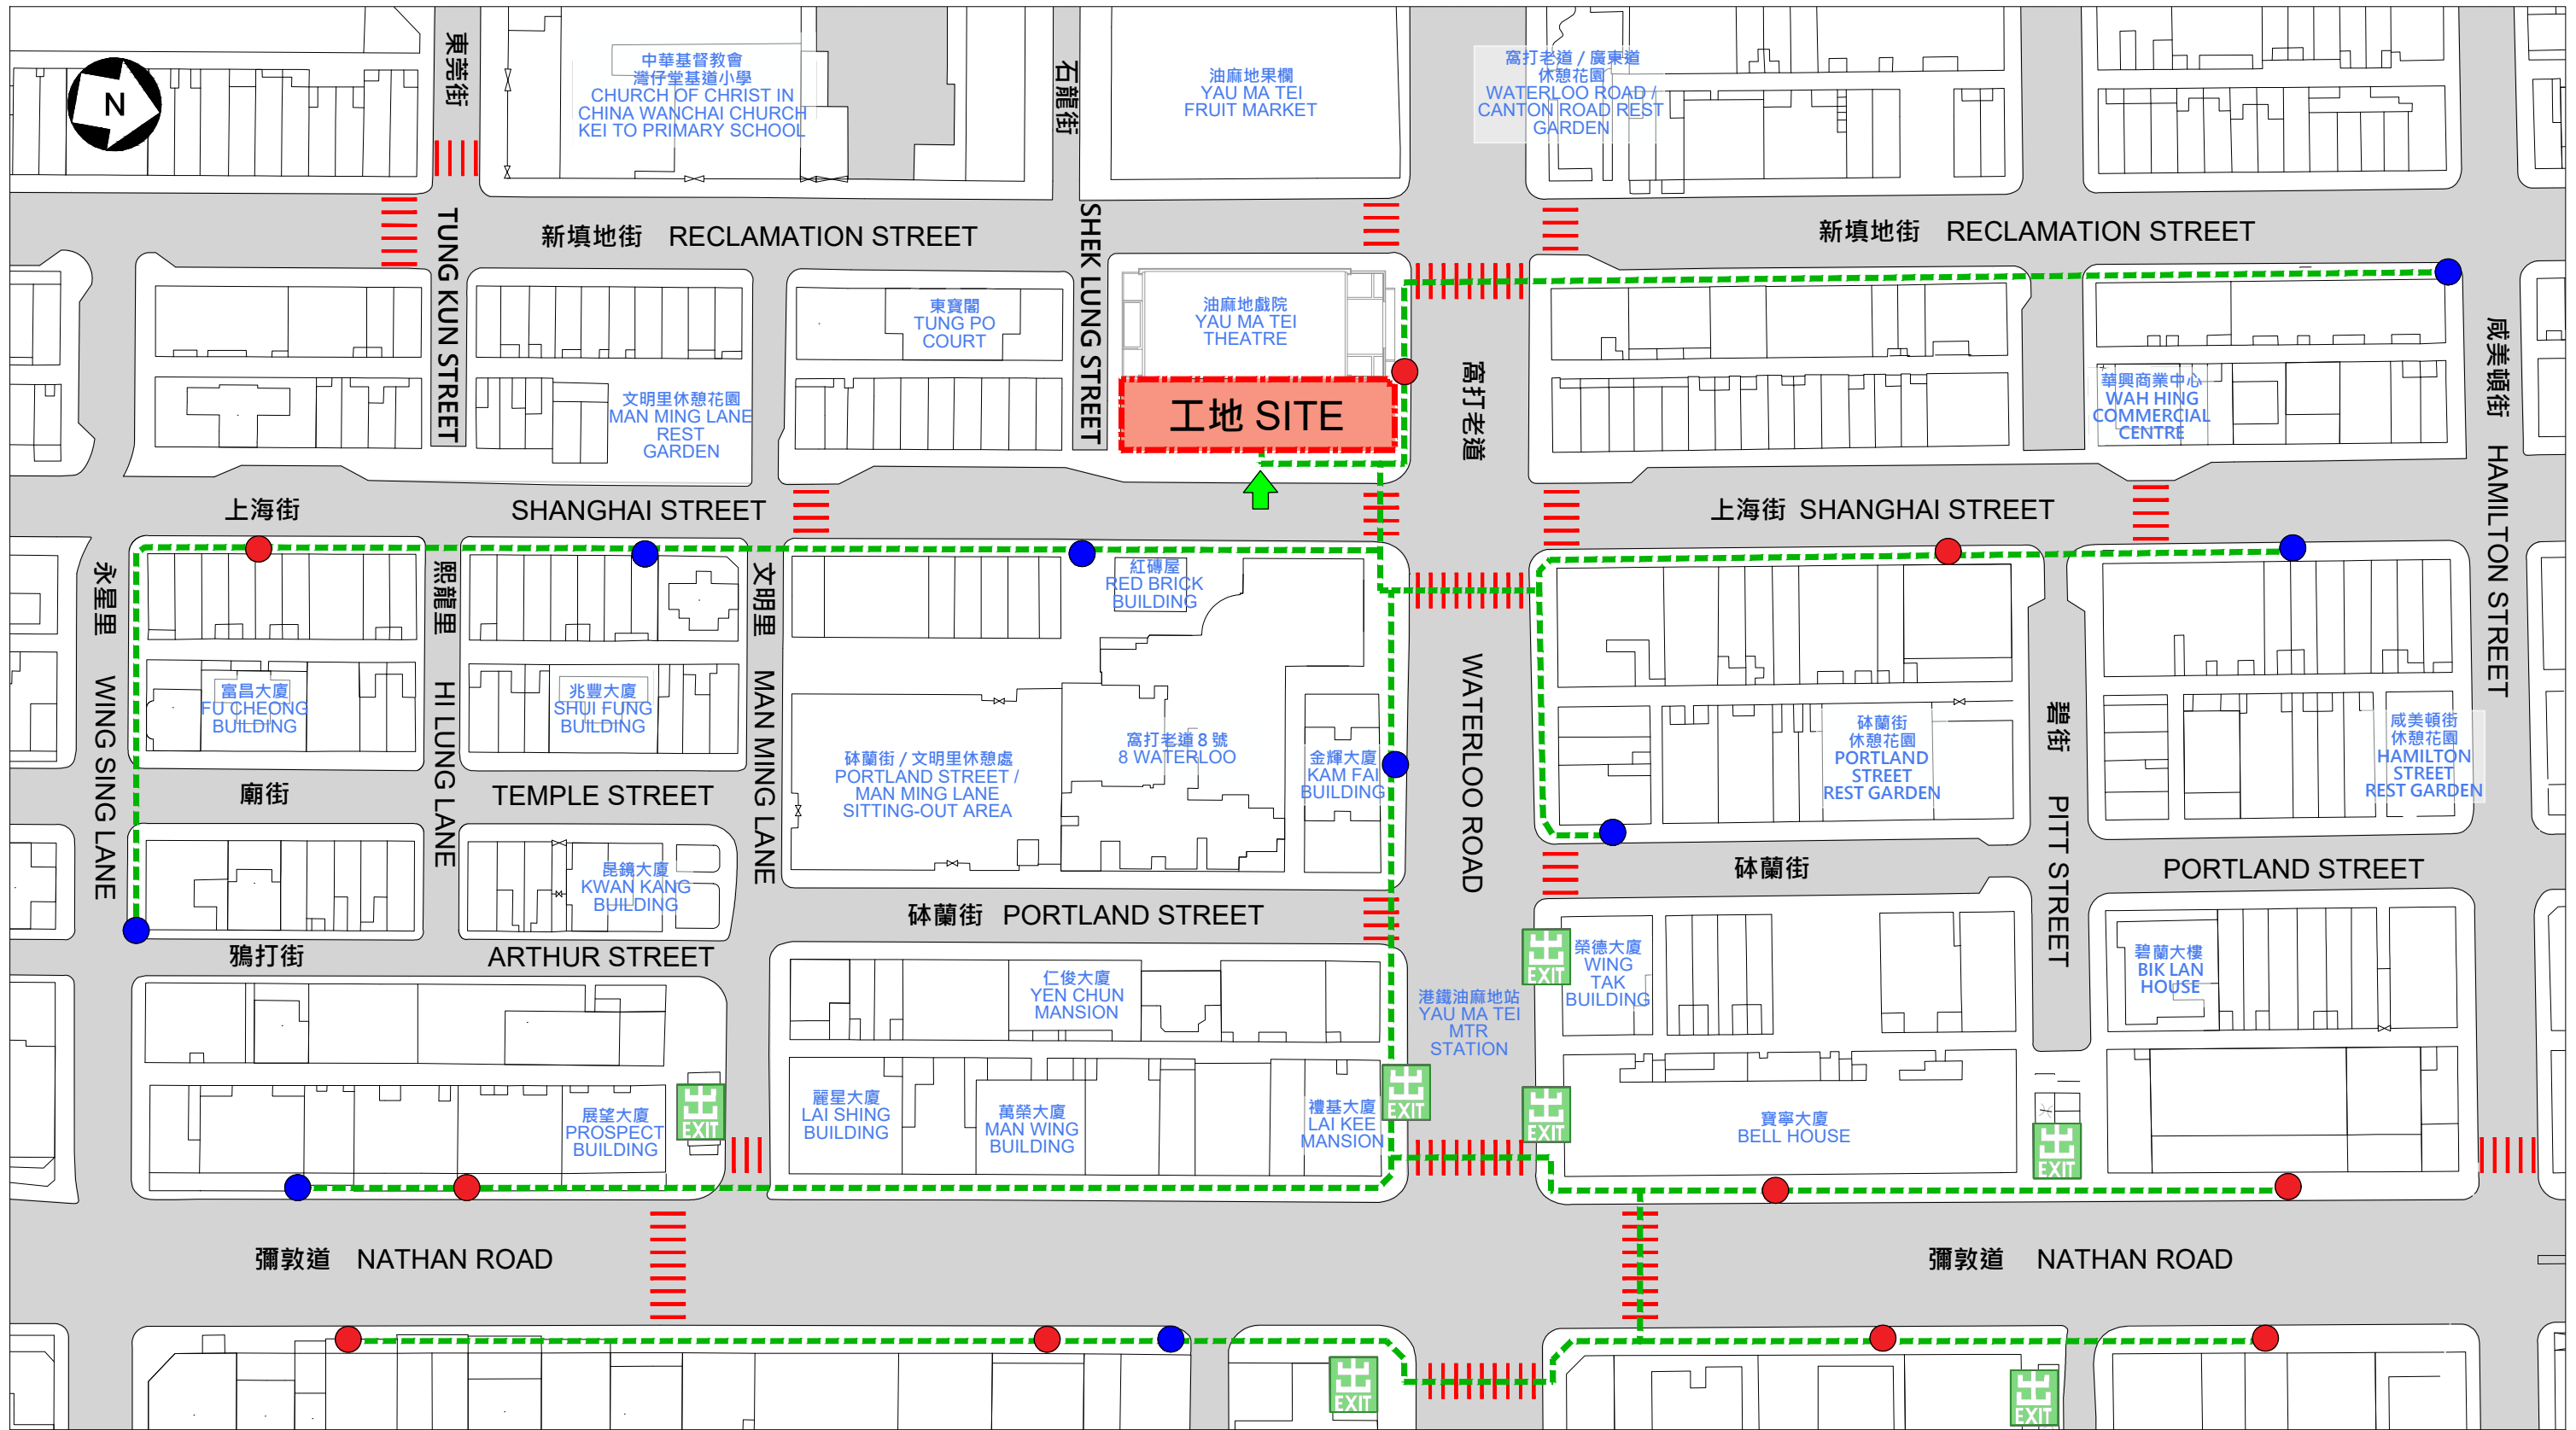 N
東莞街
TUNG KUN STREET
中華基督教會
灣仔堂基道小學
CHURCH OF CHRIST IN
CHINA WANCHAI CHURCH
KEI TO PRIMARY SCHOOL
石龍街
SHEK LUNG STREET
油麻地果欄
YAU MA TEI
FRUIT MARKET
窩打老道 / 廣東道
休憩花園
WATERLOO ROAD /
CANTON ROAD REST
GARDEN
新填地街 RECLAMATION STREET
新填地街 RECLAMATION STREET
東寶閣
TUNG PO
COURT
油麻地戲院
YAU MA TEI
THEATRE
文明里休憩花園
MAN MING LANE
REST
GARDEN
工地 SITE
窩打老道
WATERLOO ROAD
華興商業中心
WAH HING
COMMERCIAL
CENTRE
咸美頓街
HAMILTON STREET
上海街 SHANGHAI STREET
上海街 SHANGHAI STREET
永星里
WING SING LANE
熙龍里
HI LUNG LANE
文明里
MAN MING LANE
紅磚屋
RED BRICK
BUILDING
富昌大廈
FU CHEONG
BUILDING
兆豐大廈
SHUI FUNG
BUILDING
砵蘭街 / 文明里休憩處
PORTLAND STREET /
MAN MING LANE
SITTING-OUT AREA
窩打老道 8 號
8 WATERLOO
金輝大廈
KAM FAI
BUILDING
砵蘭街
休憩花園
PORTLAND
STREET
REST GARDEN
碧街
PITT STREET
咸美頓街
休憩花園
HAMILTON
STREET
REST GARDEN
廟街 TEMPLE STREET
昆鏡大廈
KWAN KANG
BUILDING
砵蘭街 PORTLAND STREET
砵蘭街 PORTLAND STREET
鴉打街 ARTHUR STREET
仁俊大廈
YEN CHUN
MANSION
港鐵油麻地站
YAU MA TEI
MTR
STATION
出
EXIT
榮德大廈
WING
TAK
BUILDING
碧蘭大樓
BIK LAN
HOUSE
展望大廈
PROSPECT
BUILDING
出
EXIT
麗星大廈
LAI SHING
BUILDING
萬榮大廈
MAN WING
BUILDING
禮基大廈
LAI KEE
MANSION
出
EXIT
出
EXIT
寶寧大廈
BELL HOUSE
出
EXIT
彌敦道 NATHAN ROAD
彌敦道 NATHAN ROAD
出
EXIT
出
EXIT